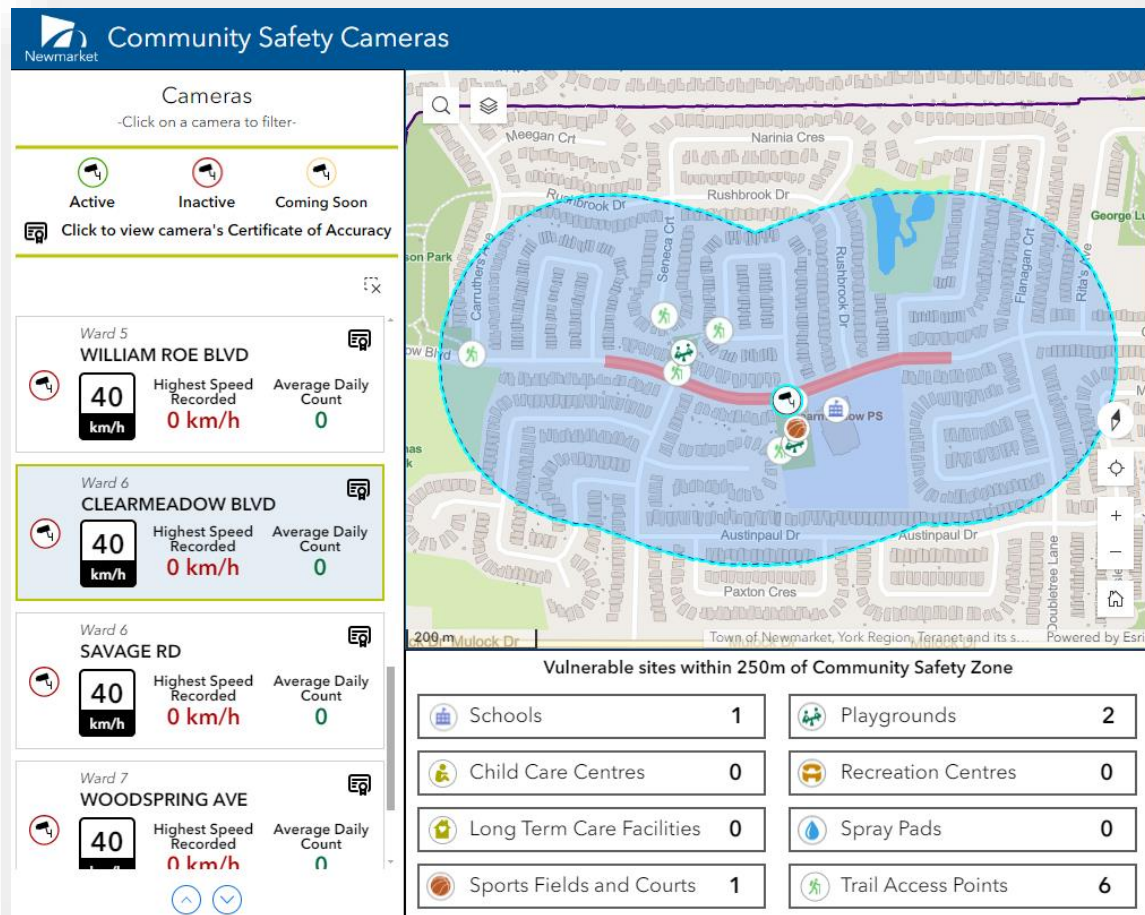 Newmarket
Community Safety Cameras
Cameras
-Click on a camera to filter-
Active Inactive Coming Soon
Click to view camera's Certificate of Accuracy
Ward 5
WILLIAM ROE BLVD
40 km/h
Highest Speed Recorded
0 km/h
Average Daily Count
0
Ward 6
CLEARMEADOW BLVD
40 km/h
Highest Speed Recorded
0 km/h
Average Daily Count
0
Ward 6
SAVAGE RD
40 km/h
Highest Speed Recorded
0 km/h
Average Daily Count
0
Ward 7
WOODSPRING AVE
40
Highest Speed Recorded
0 km/h
Average Daily Count
0
Meegan Crt
Narinia Cres
Rushbrook Dr
Rushbrook Dr
George
Carruthers Ave
Seneca Crt
Rushbrook Dr
Flanagan Crt
Rita's Ave
Park
Blvd
PS
Austinpaul Dr
Austinpaul Dr
Doubletree Lane
Paxton Cres
200 m
Mulock Dr
Town of Newmarket, York Region, Teranet and its s...
Powered by Esri
Vulnerable sites within 250m of Community Safety Zone
Schools 1
Playgrounds 2
Child Care Centres 0
Recreation Centres 0
Long Term Care Facilities 0
Spray Pads 0
Sports Fields and Courts 1
Trail Access Points 6